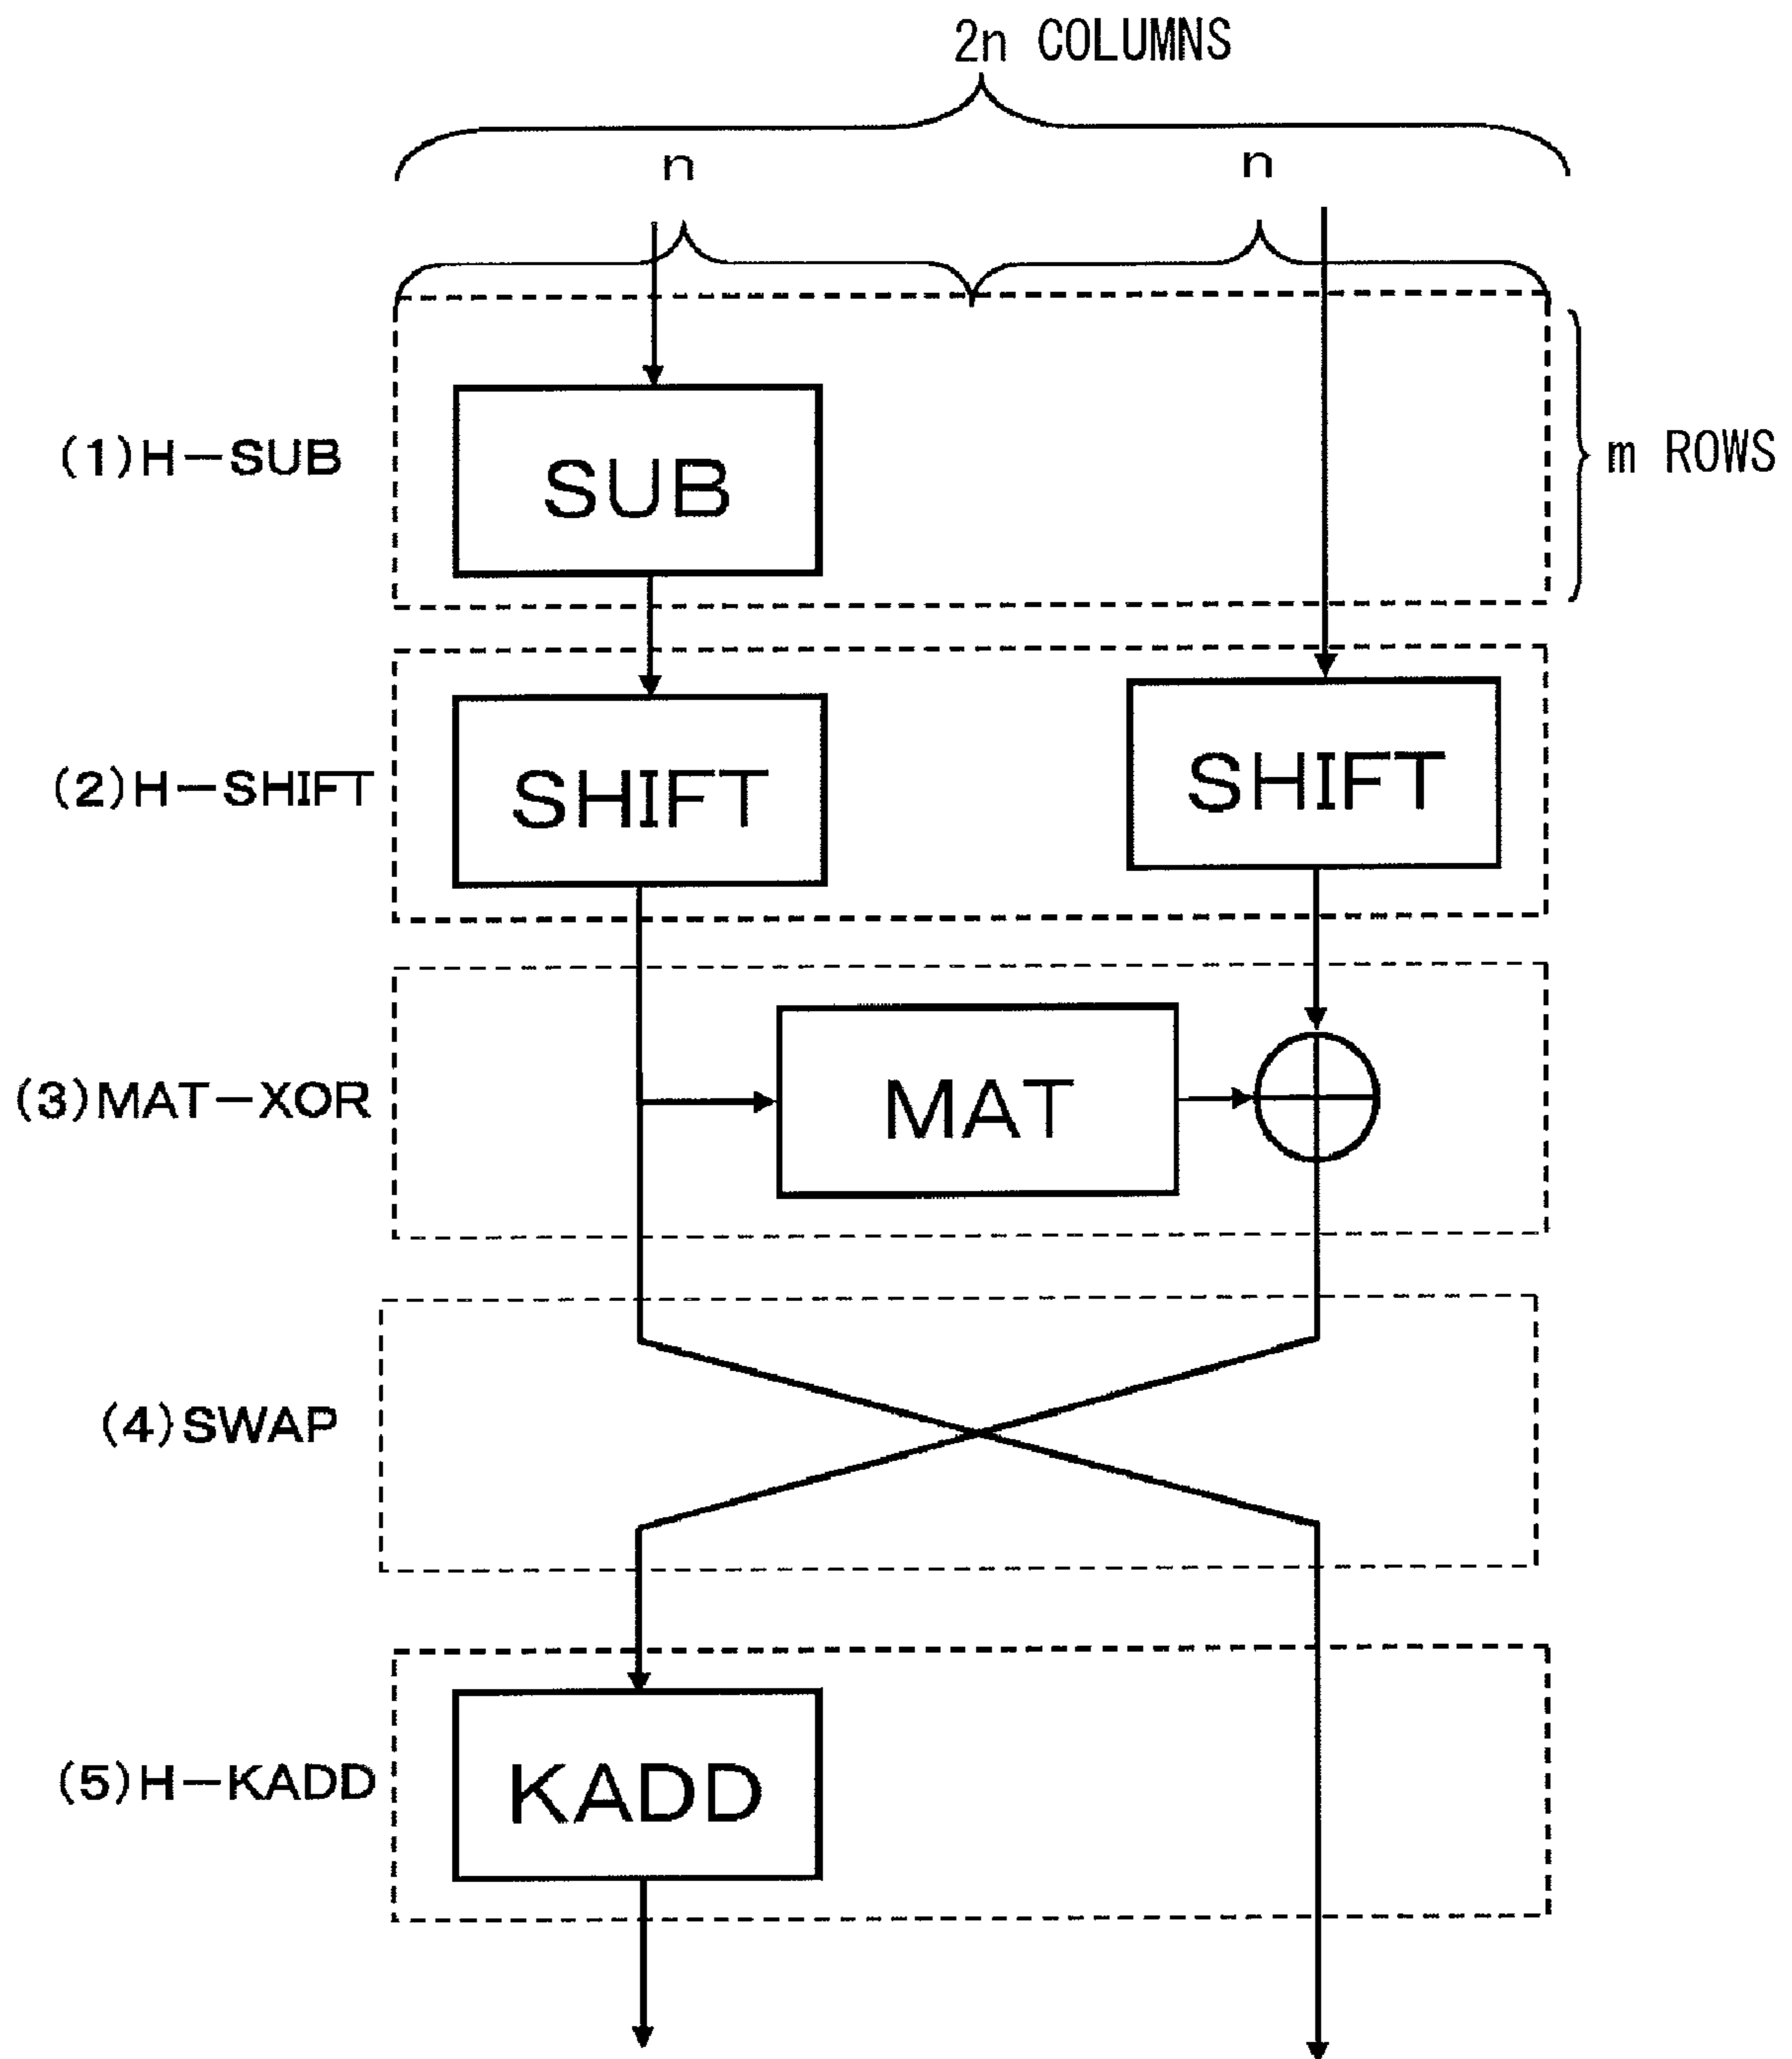 2n COLUMNS
n n
(1)H-SUB
SUB
m ROWS
(2)H-SHIFT
SHIFT
SHIFT
(3)MAT-XOR
MAT
(4)SWAP
(5)H-KADD
KADD